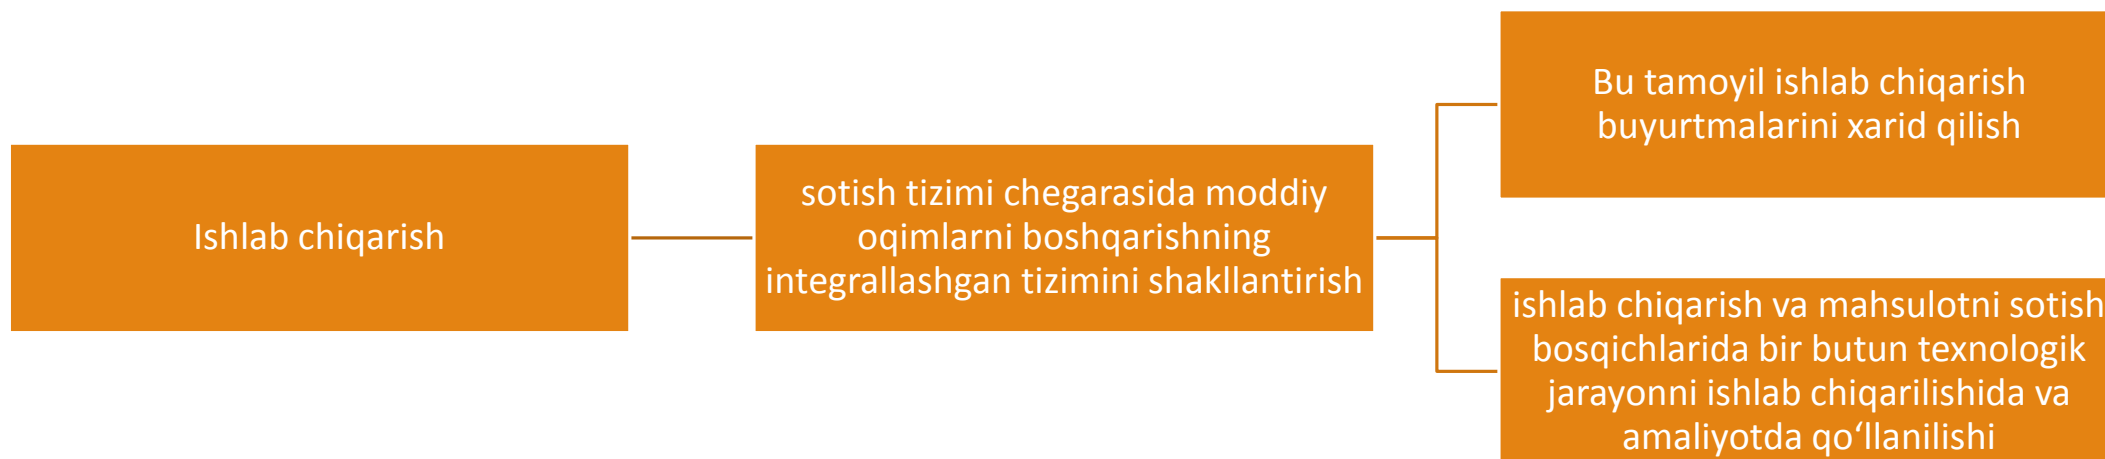 Ishlab chiqarish
sotish tizimi chegarasida moddiy
oqimlarni boshqarishning
integrallashgan tizimini shakllantirish
Bu tamoyil ishlab chiqarish
buyurtmalarini xarid qilish
ishlab chiqarish va mahsulotni sotish
bosqichlarida bir butun texnologik
jarayonni ishlab chiqarilishida va
amaliyotda qo‘llanilishi